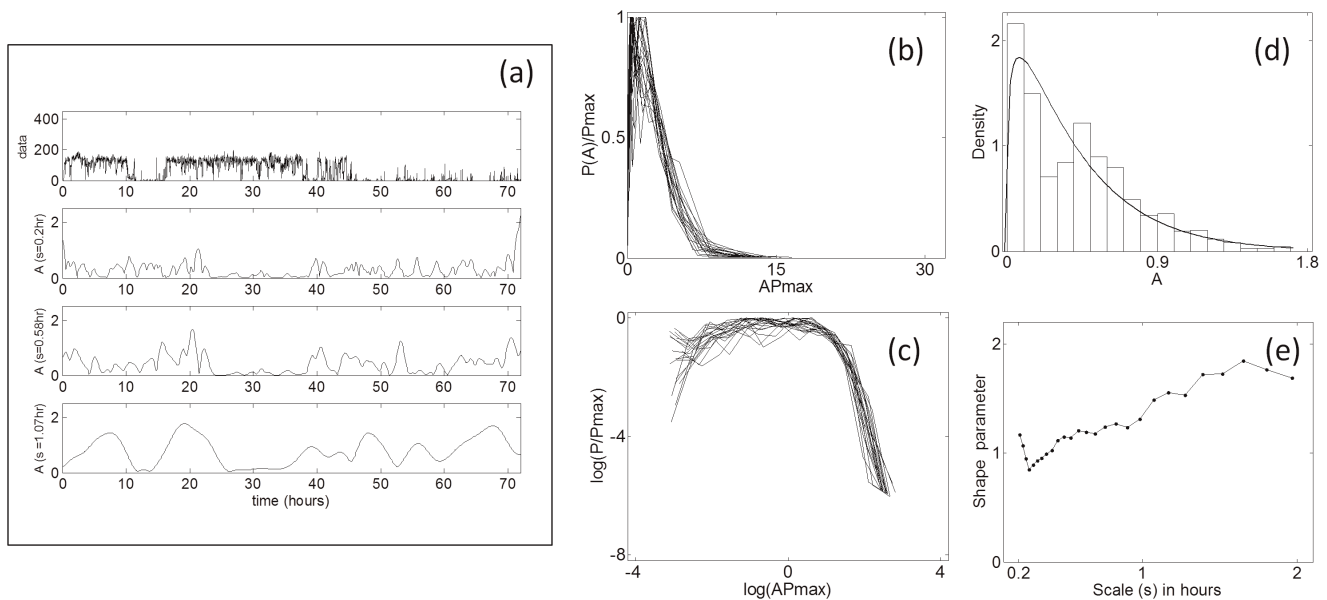 (a)
data
400
200
0
0 10 20 30 40 50 60 70
A (s=0.2hr)
2
0
0 10 20 30 40 50 60 70
A (s=0.58hr)
2
0
0 10 20 30 40 50 60 70
A (s =1.07hr)
2
0
0 10 20 30 40 50 60 70
time (hours)
(b)
P(A)/Pmax
1
0.5
0
0 15 30
APmax
(c)
log(P/Pmax)
0
-4
-8
-4 0 4
log(APmax)
(d)
Density
2
1
0
0 0.9 1.8
A
(e)
Shape parameter
2
1
0
0.2 1 2
Scale (s) in hours